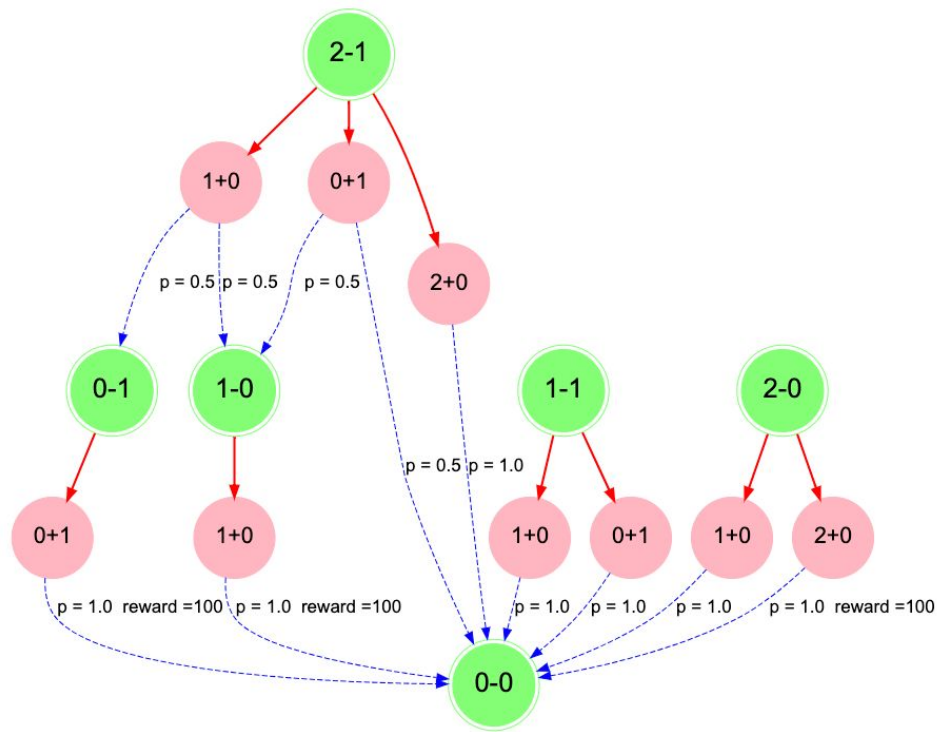 2-1
1+0
0+1
p = 0.5
p = 0.5
p = 0.5
2+0
0-1
1-0
1-1
2-0
p = 0.5
p = 1.0
0+1
1+0
1+0
0+1
1+0
2+0
p = 1.0 reward =100
p = 1.0 reward =100
p = 1.0
p = 1.0
p = 1.0
p = 1.0 reward =100
0-0